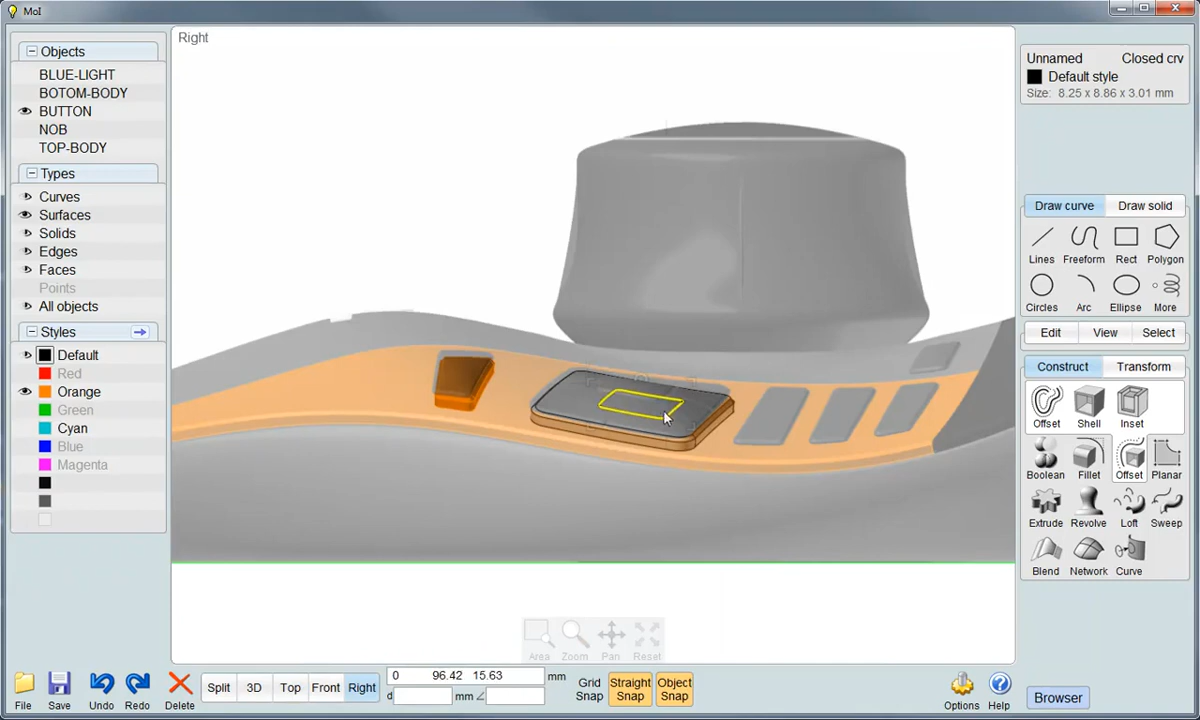 MoI
Objects
BLUE-LIGHT
BOTOM-BODY
BUTTON
NOB
TOP-BODY
Types
Curves
Surfaces
Solids
Edges
Faces
Points
All objects
Styles
Default
Red
Orange
Green
Cyan
Blue
Magenta
Right
Unnamed Closed crv
Default style
Size: 8.25 x 8.86 x 3.01 mm
Draw curve Draw solid
Lines Freeform Rect Polygon
Circles Arc Ellipse More
Edit View Select
Construct Transform
Offset Shell Inset
Boolean Fillet Offset Planar
Extrude Revolve Loft Sweep
Blend Network Curve
Area Zoom Pan Reset
File Save Undo Redo Delete
Split 3D Top Front Right
0 96.42 15.63 mm
d mm ∠
Grid Snap
Straight Snap
Object Snap
Options Help
Browser